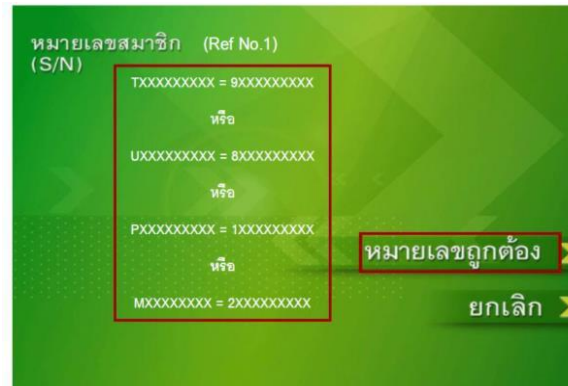 หมายเลขสมาชิก (Ref No.1)
(S/N)
TXXXXXXXXX = 9XXXXXXXXX
หรือ
UXXXXXXXXX = 8XXXXXXXXX
หรือ
PXXXXXXXXX = 1XXXXXXXXX
หรือ
MXXXXXXXX = 2XXXXXXXXX
หมายเลขถูกต้อง
ยกเลิก